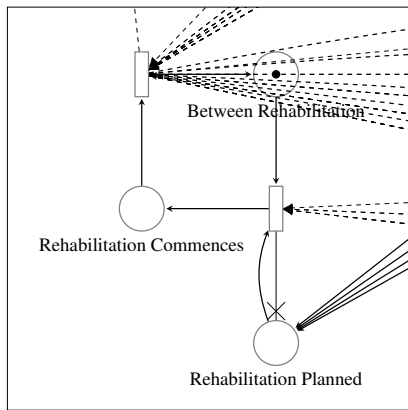 Between Rehabilitation
Rehabilitation Commences
Rehabilitation Planned